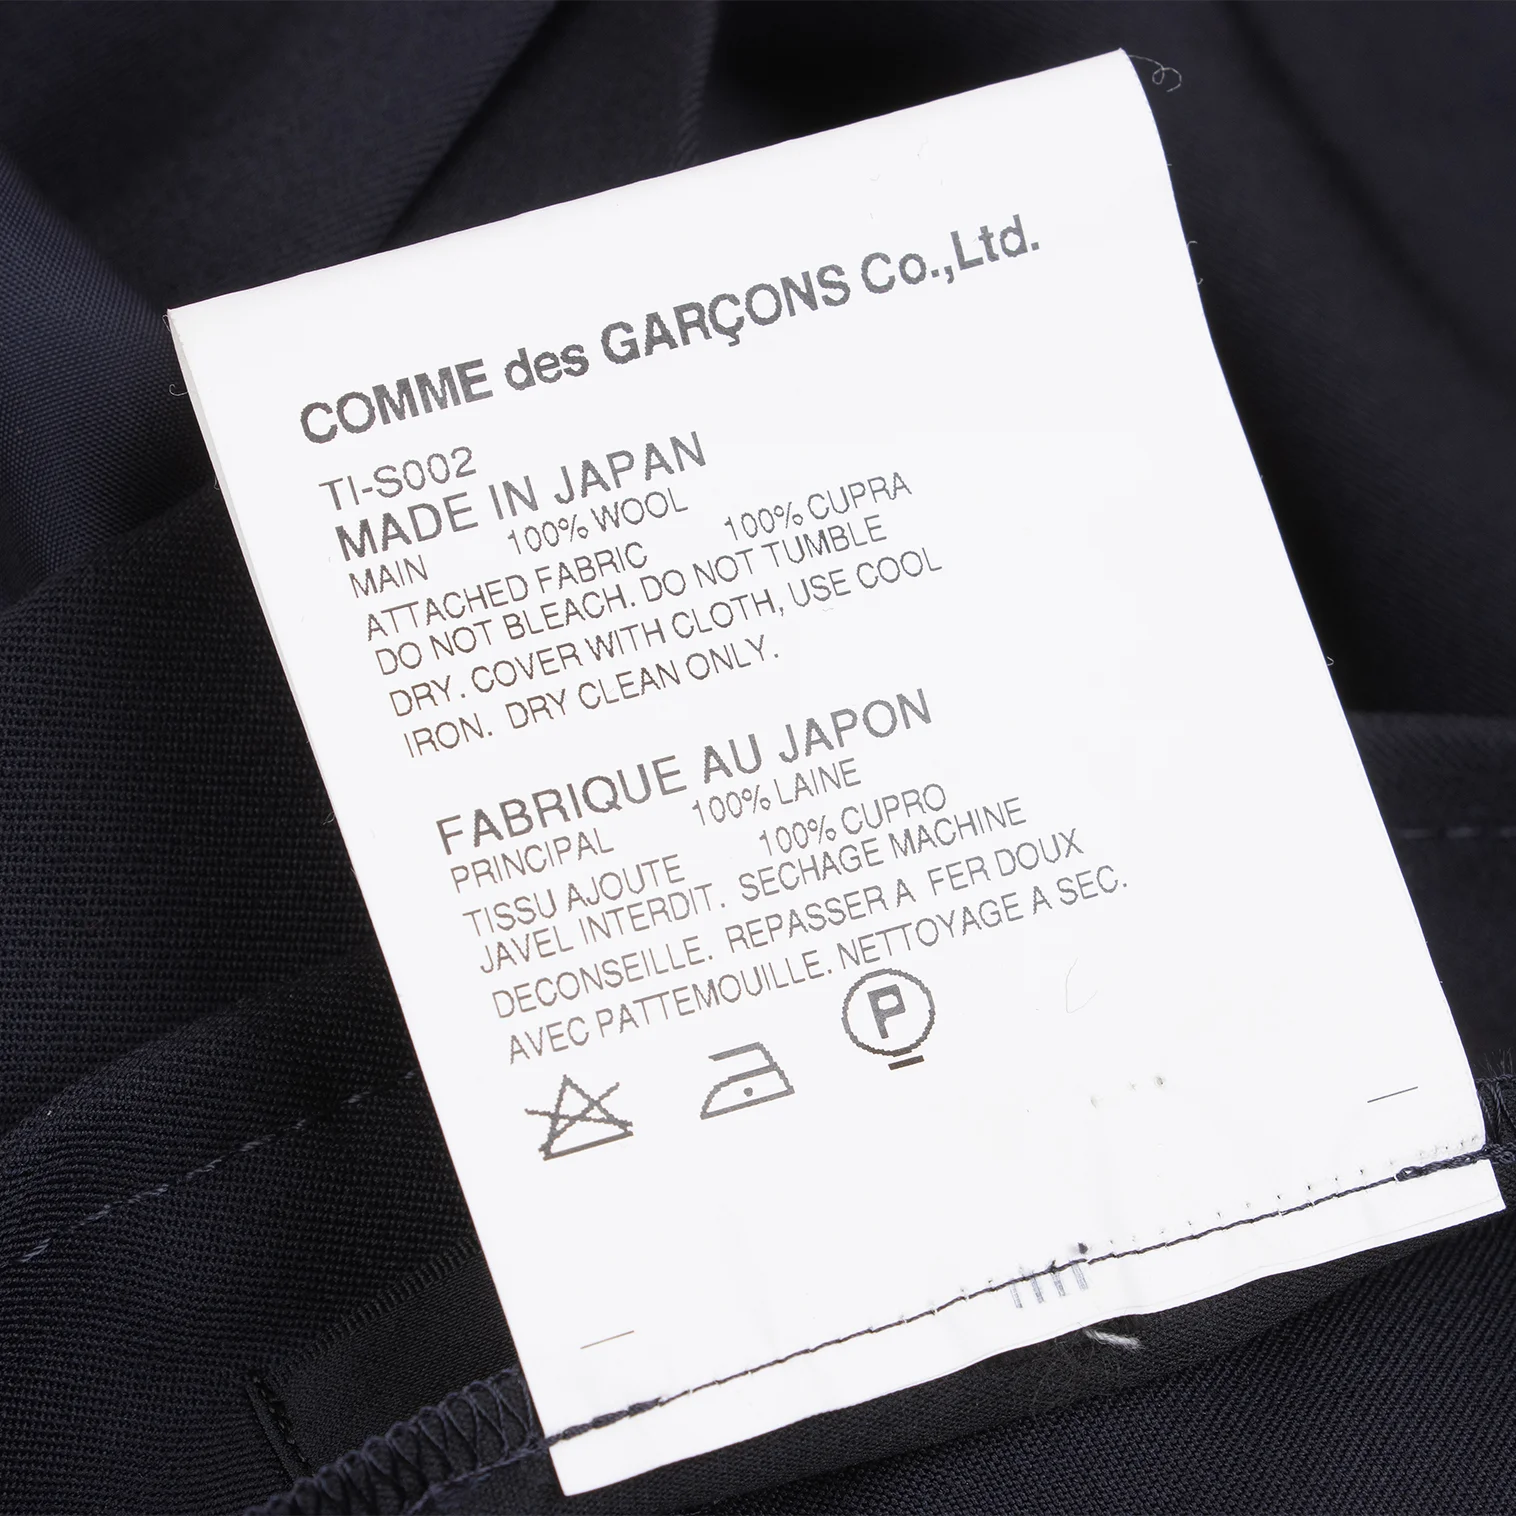 COMME des GARÇONS Co.,Ltd.
TI-S002
MADE IN JAPAN
MAIN 100% WOOL
ATTACHED FABRIC 100% CUPRA
DO NOT BLEACH. DO NOT TUMBLE
DRY. COVER WITH CLOTH, USE COOL
IRON. DRY CLEAN ONLY.
FABRIQUE AU JAPON
PRINCIPAL 100% LAINE
TISSU AJOUTE 100% CUPRO
JAVEL INTERDIT. SECHAGE MACHINE
DECONSEILLE. REPASSER A FER DOUX
AVEC PATTEMOUILLE. NETTOYAGE A SEC.
P